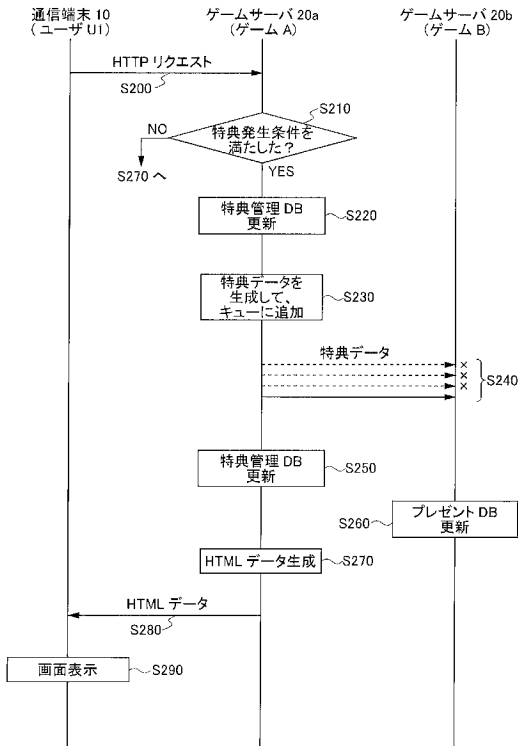 通信端末 10
(ユーザ U1)
ゲームサーバ 20a
(ゲーム A)
ゲームサーバ 20b
(ゲーム B)
HTTP リクエスト
S200
S210
特典発生条件を
満たした?
NO
S270 へ
YES
特典管理 DB
更新
S220
特典データを
生成して、
キューに追加
S230
特典データ
×
×
×
S240
特典管理 DB
更新
S250
プレゼント DB
更新
S260
HTML データ生成
S270
HTML データ
S280
画面表示
S290